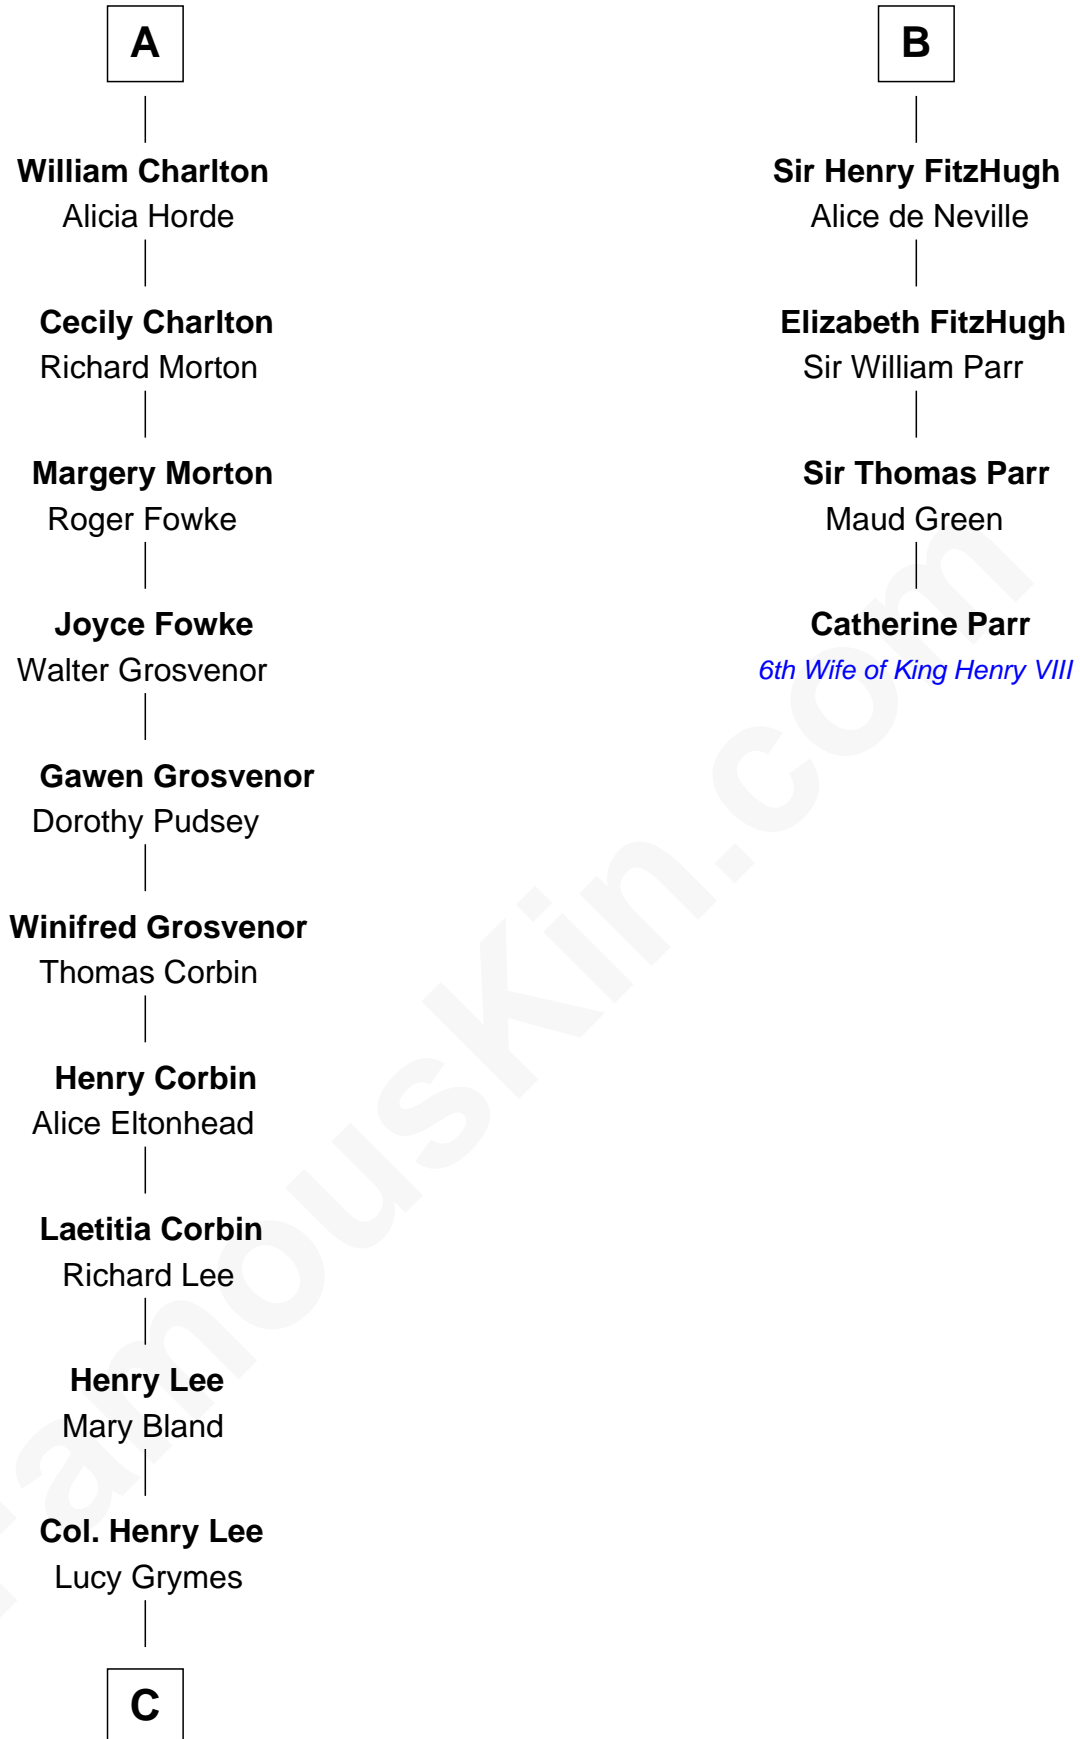 A
William Charlton
Alicia Horde
Cecily Charlton
Richard Morton
Margery Morton
Roger Fowke
Joyce Fowke
Walter Grosvenor
Gawen Grosvenor
Dorothy Pudsey
Winifred Grosvenor
Thomas Corbin
Henry Corbin
Alice Eltonhead
Laetitia Corbin
Richard Lee
Henry Lee
Mary Bland
Col. Henry Lee
Lucy Grymes
C
B
Sir Henry FitzHugh
Alice de Neville
Elizabeth FitzHugh
Sir William Parr
Sir Thomas Parr
Maud Green
Catherine Parr
6th Wife of King Henry VIII
FamousKin.com